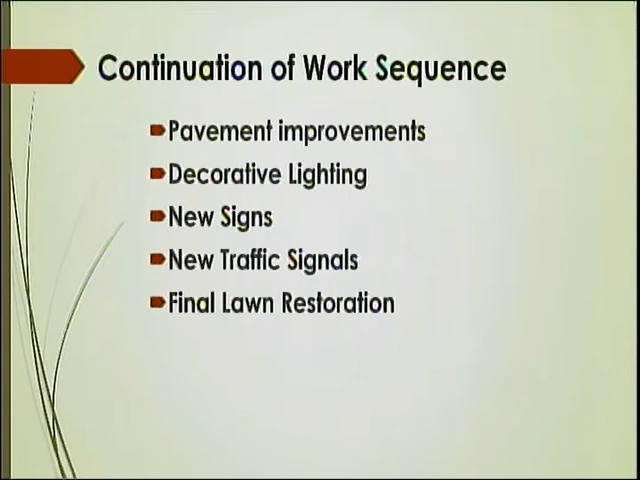 Continuation of Work Sequence
Pavement improvements
Decorative Lighting
New Signs
New Traffic Signals
Final Lawn Restoration